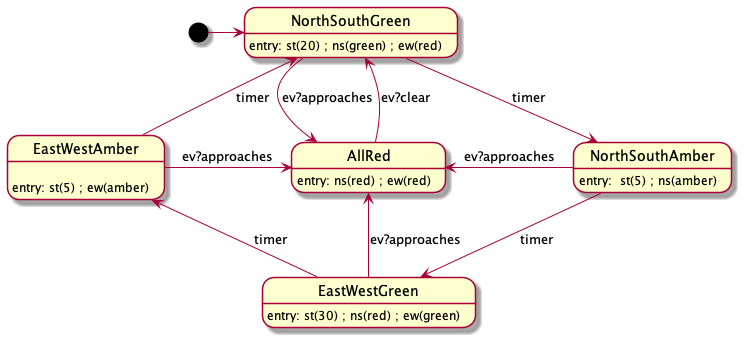 NorthSouthGreen
entry: st(20) ; ns(green) ; ew(red)
timer
ev?approaches
ev?clear
timer
EastWestAmber
entry: st(5) ; ew(amber)
ev?approaches
AllRed
entry: ns(red) ; ew(red)
ev?approaches
NorthSouthAmber
entry:  st(5) ; ns(amber)
timer
ev?approaches
timer
EastWestGreen
entry: st(30) ; ns(red) ; ew(green)